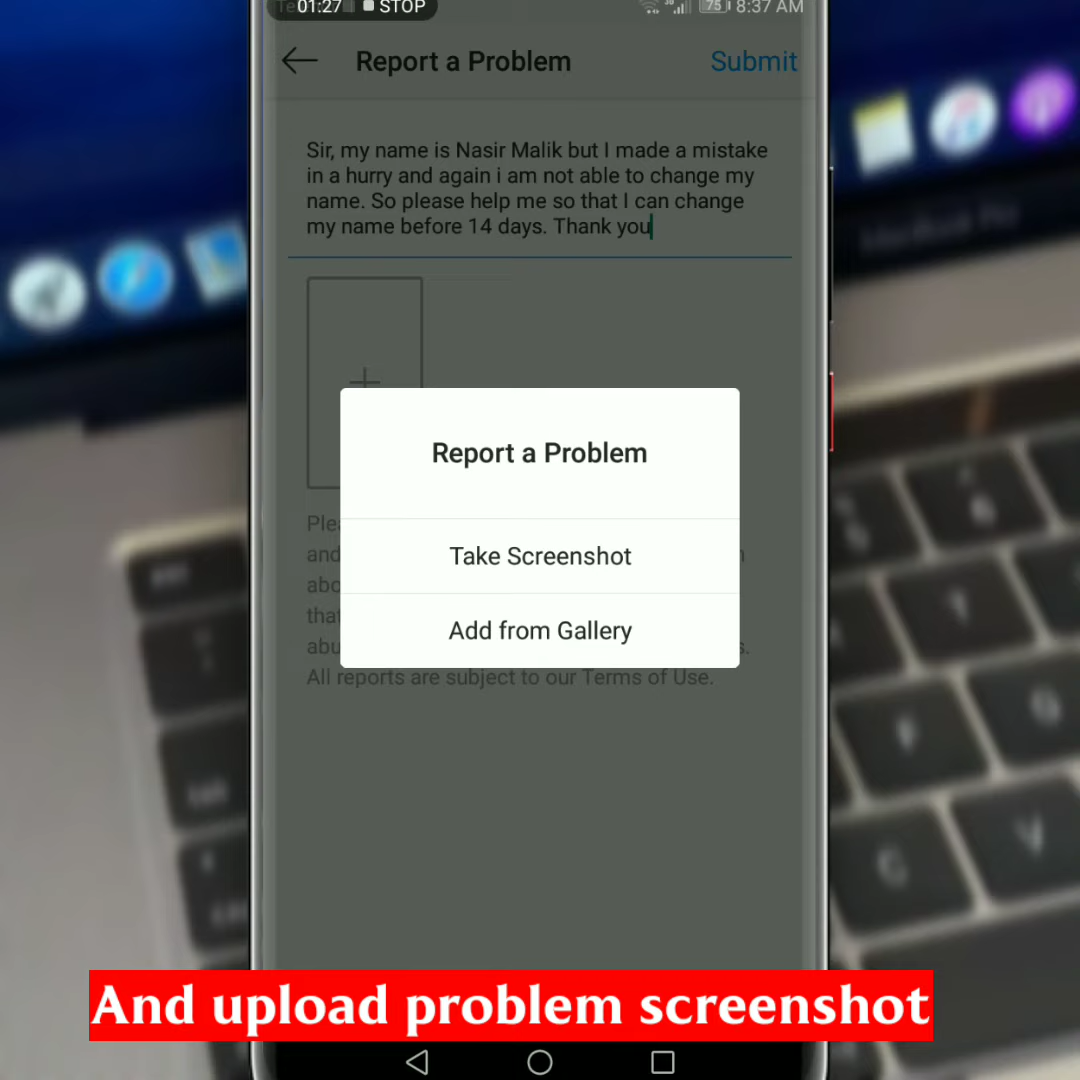 01:27 STOP 75 8:37 AM
Report a Problem Submit
Sir, my name is Nasir Malik but I made a mistake
in a hurry and again i am not able to change my
name. So please help me so that I can change
my name before 14 days. Thank you
Report a Problem
Take Screenshot
Add from Gallery
All reports are subject to our Terms of Use.
And upload problem screenshot